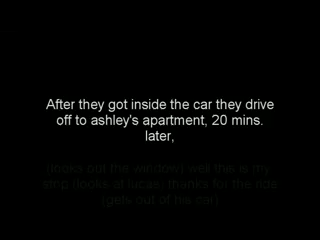 After they got inside the car they drive
off to ashley's apartment, 20 mins.
later,
(looks out the window) well this is my
stop (looks at lucas) thanks for the ride
(gets out of his car)